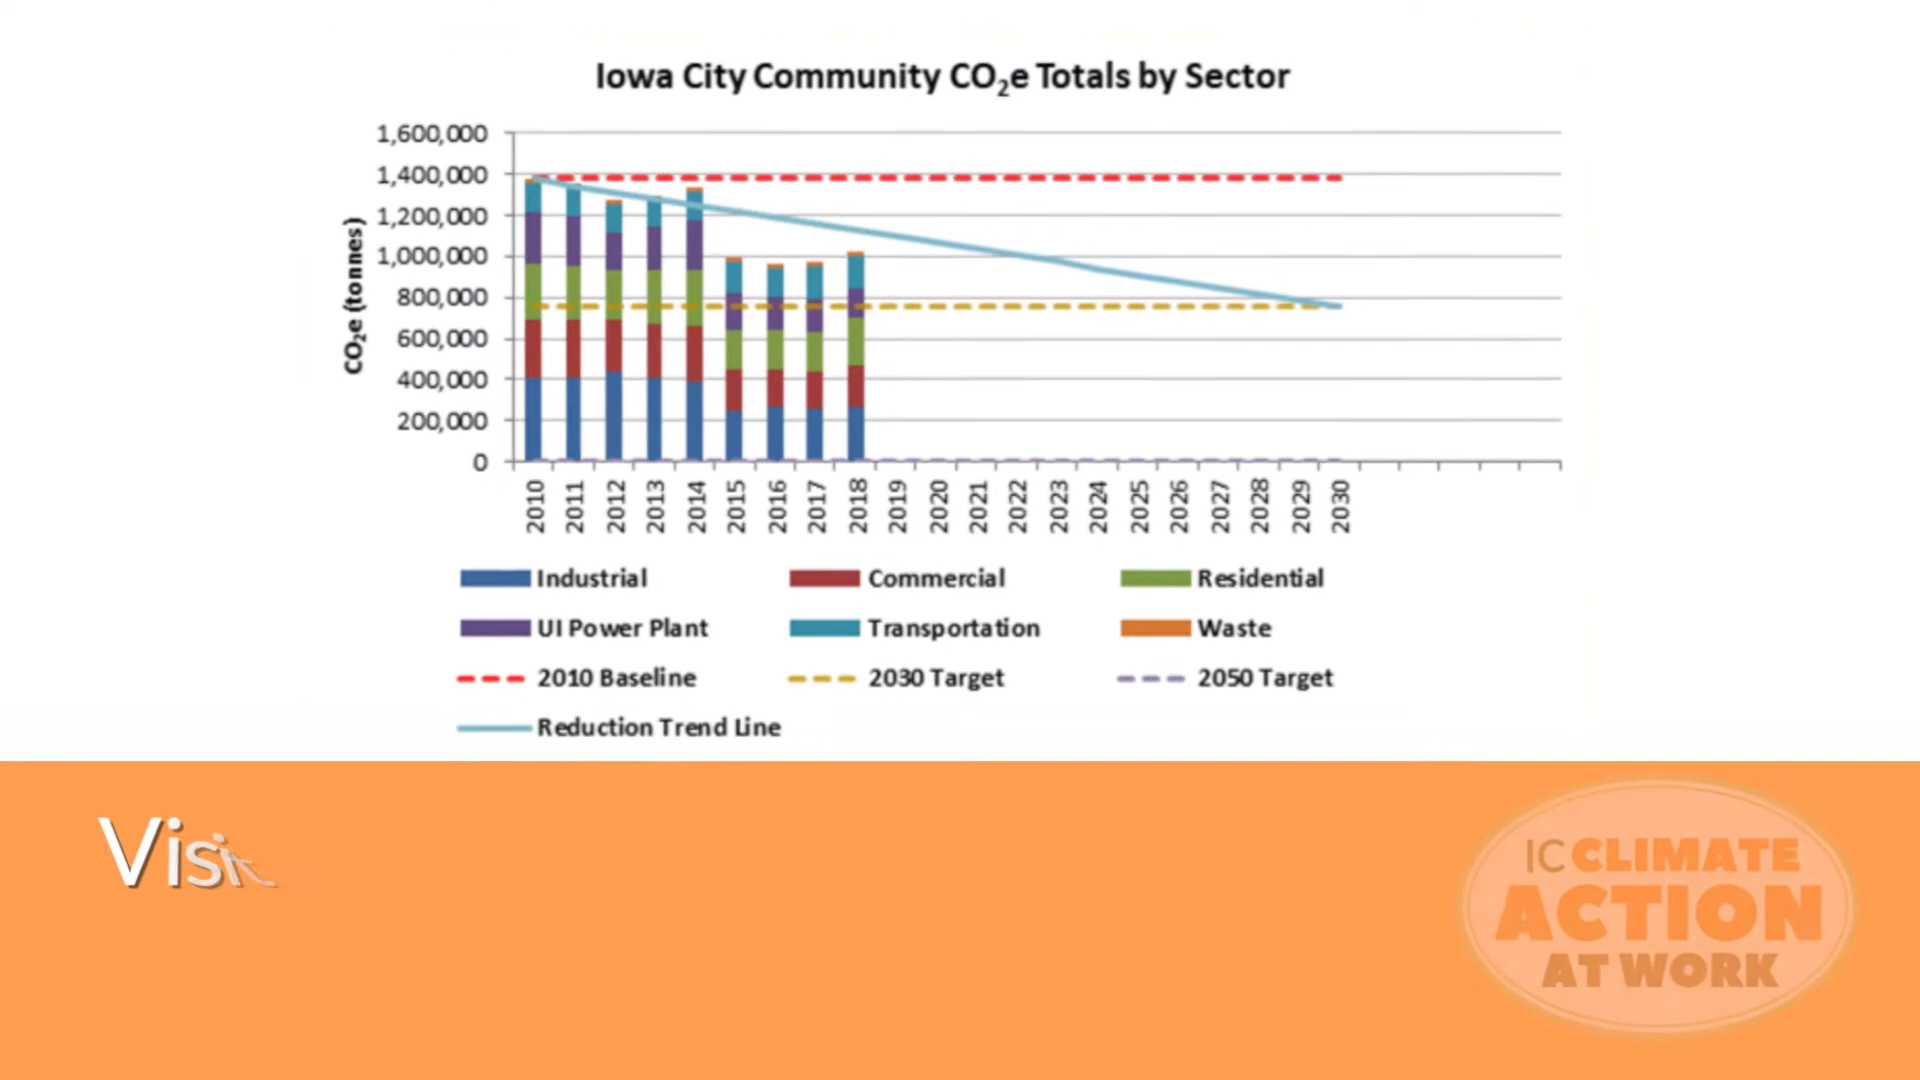 Iowa City Community CO₂e Totals by Sector
CO₂e (tonnes)
1,600,000
1,400,000
1,200,000
1,000,000
800,000
600,000
400,000
200,000
0
2010 2011 2012 2013 2014 2015 2016 2017 2018 2019 2020 2021 2022 2023 2024 2025 2026 2027 2028 2029 2030
Industrial Commercial Residential
UI Power Plant Transportation Waste
2010 Baseline 2030 Target 2050 Target
Reduction Trend Line
Visit
IC CLIMATE
ACTION
AT WORK